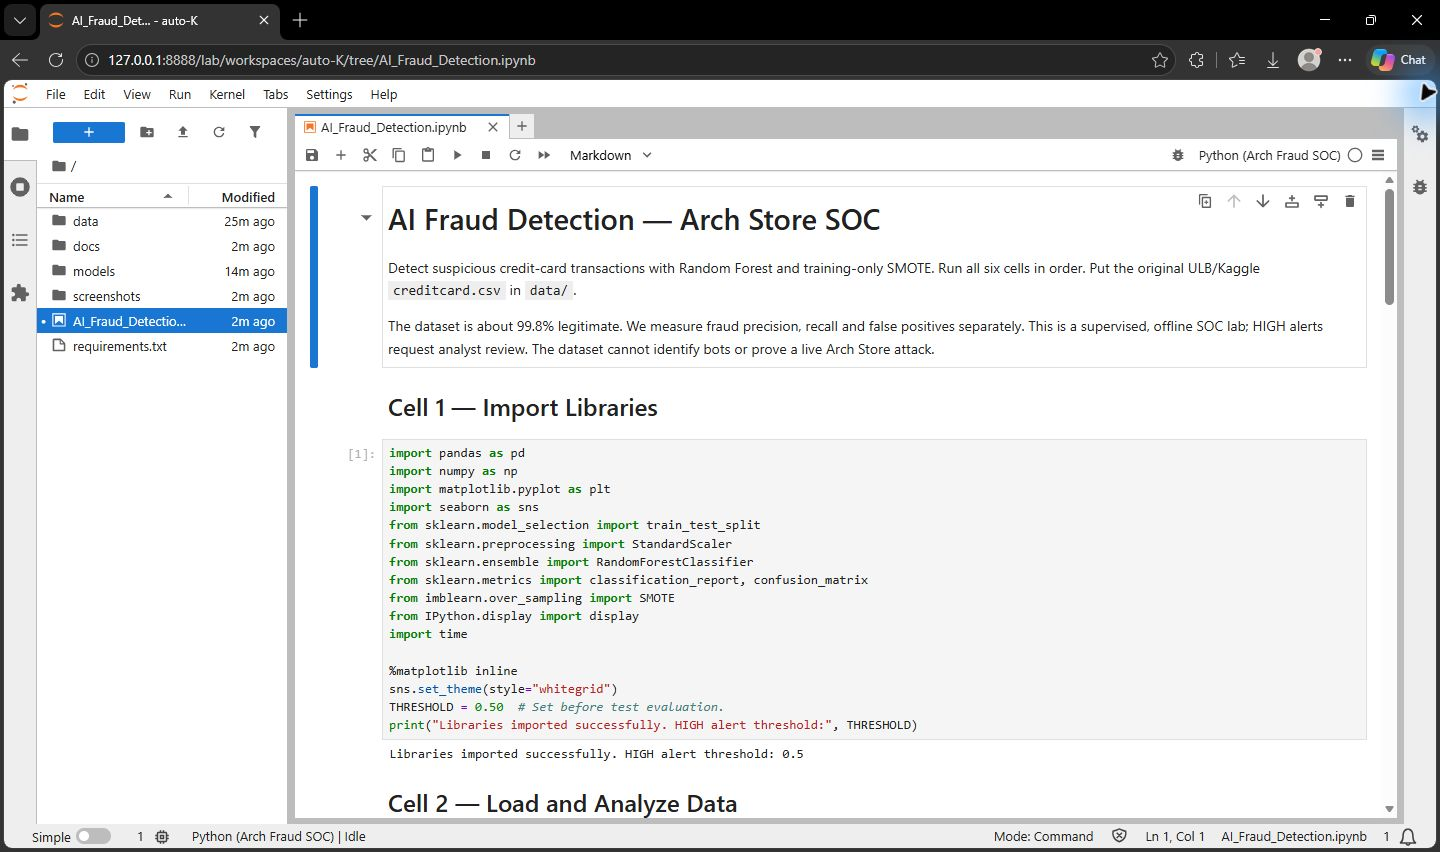 AI_Fraud_Det... - auto-K
127.0.0.1:8888/lab/workspaces/auto-K/tree/AI_Fraud_Detection.ipynb
Chat
File Edit View Run Kernel Tabs Settings Help
AI_Fraud_Detection.ipynb
Markdown
Python (Arch Fraud SOC)
/
Name Modified
data 25m ago
docs 2m ago
models 14m ago
screenshots 2m ago
AI_Fraud_Detectio... 2m ago
requirements.txt 2m ago
AI Fraud Detection — Arch Store SOC
Detect suspicious credit-card transactions with Random Forest and training-only SMOTE. Run all six cells in order. Put the original ULB/Kaggle
creditcard.csv in data/ .
The dataset is about 99.8% legitimate. We measure fraud precision, recall and false positives separately. This is a supervised, offline SOC lab; HIGH alerts
request analyst review. The dataset cannot identify bots or prove a live Arch Store attack.
Cell 1 — Import Libraries
[1]:
import pandas as pd
import numpy as np
import matplotlib.pyplot as plt
import seaborn as sns
from sklearn.model_selection import train_test_split
from sklearn.preprocessing import StandardScaler
from sklearn.ensemble import RandomForestClassifier
from sklearn.metrics import classification_report, confusion_matrix
from imblearn.over_sampling import SMOTE
from IPython.display import display
import time
%matplotlib inline
sns.set_theme(style="whitegrid")
THRESHOLD = 0.50  # Set before test evaluation.
print("Libraries imported successfully. HIGH alert threshold:", THRESHOLD)
Libraries imported successfully. HIGH alert threshold: 0.5
Cell 2 — Load and Analyze Data
Simple 1 Python (Arch Fraud SOC) | Idle Mode: Command Ln 1, Col 1 AI_Fraud_Detection.ipynb 1